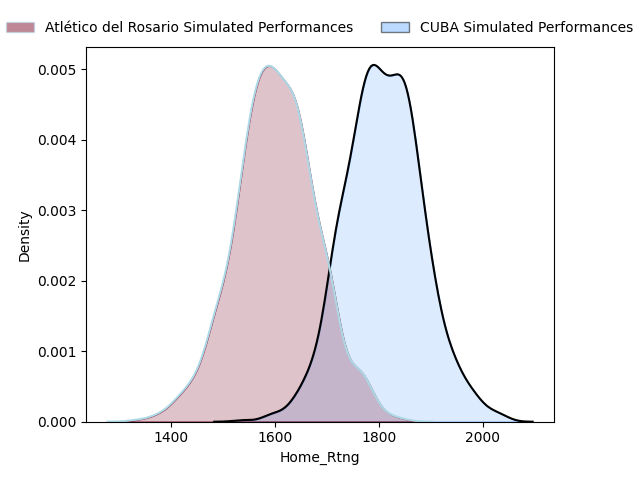 Atlético del Rosario Simulated Performances CUBA Simulated Performances
0.005
0.004
0.003
0.002
0.001
0.000
Density
1400 1600 1800 2000
Home_Rtng